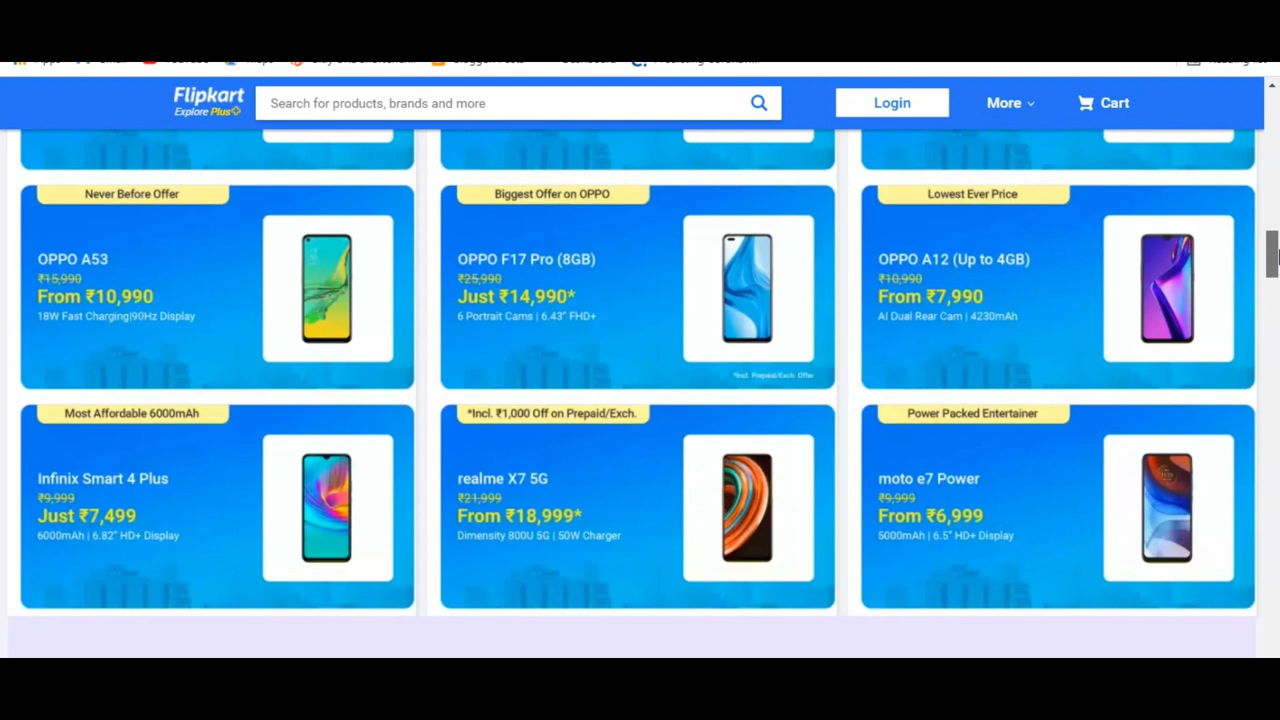 Flipkart
Explore Plus
Search for products, brands and more
Login
More
Cart
Never Before Offer
OPPO A53
₹15,990
From ₹10,990
18W Fast Charging|90Hz Display
Biggest Offer on OPPO
OPPO F17 Pro (8GB)
₹25,990
Just ₹14,990*
6 Portrait Cams | 6.43" FHD+
*Incl. Prepaid/Exch. Offer
Lowest Ever Price
OPPO A12 (Up to 4GB)
₹10,990
From ₹7,990
AI Dual Rear Cam | 4230mAh
Most Affordable 6000mAh
Infinix Smart 4 Plus
₹9,999
Just ₹7,499
6000mAh | 6.82" HD+ Display
*Incl. ₹1,000 Off on Prepaid/Exch.
realme X7 5G
₹21,999
From ₹18,999*
Dimensity 800U 5G | 50W Charger
Power Packed Entertainer
moto e7 Power
₹9,999
From ₹6,999
5000mAh | 6.5" HD+ Display